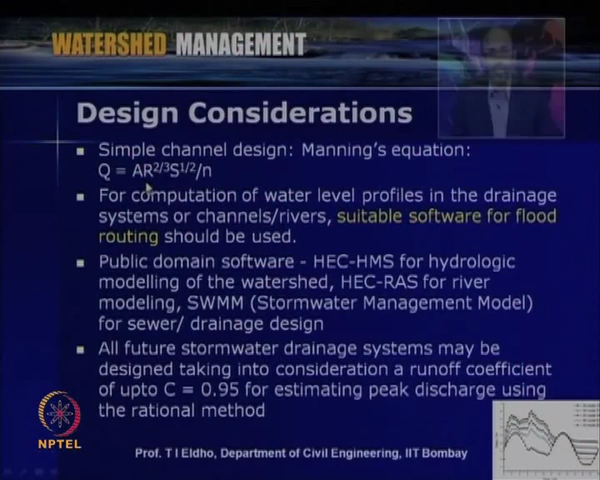 WATERSHED MANAGEMENT
Design Considerations
▪ Simple channel design: Manning's equation:
Q = AR^2/3S^1/2/n
▪ For computation of water level profiles in the drainage
systems or channels/rivers, suitable software for flood
routing should be used.
▪ Public domain software - HEC-HMS for hydrologic
modelling of the watershed, HEC-RAS for river
modeling, SWMM (Stormwater Management Model)
for sewer/ drainage design
▪ All future stormwater drainage systems may be
designed taking into consideration a runoff coefficient
of upto C = 0.95 for estimating peak discharge using
the rational method
NPTEL
Prof. T I Eldho, Department of Civil Engineering, IIT Bombay